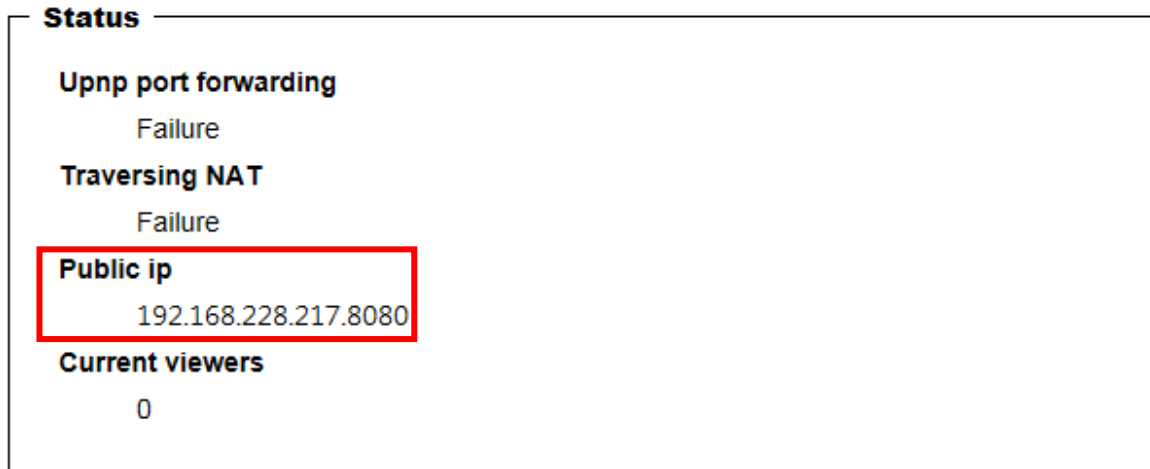 Status
Upnp port forwarding
Failure
Traversing NAT
Failure
Public ip
192.168.228.217.8080
Current viewers
0